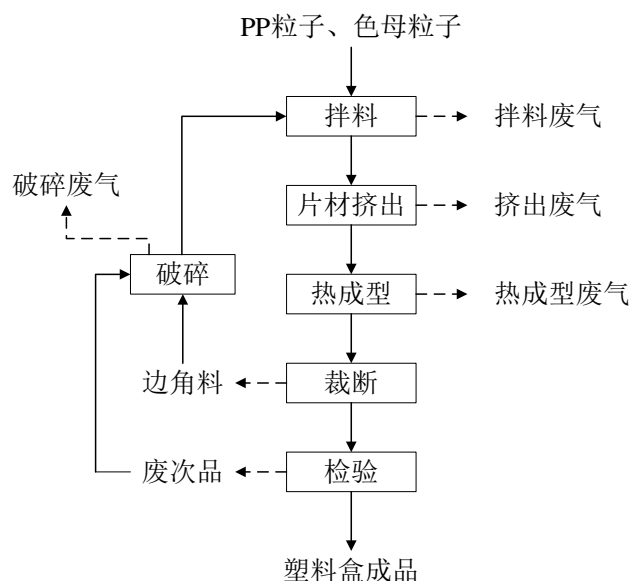 PP粒子、色母粒子
拌料
拌料废气
破碎废气
片材挤出
挤出废气
破碎
热成型
热成型废气
边角料
裁断
废次品
检验
塑料盒成品